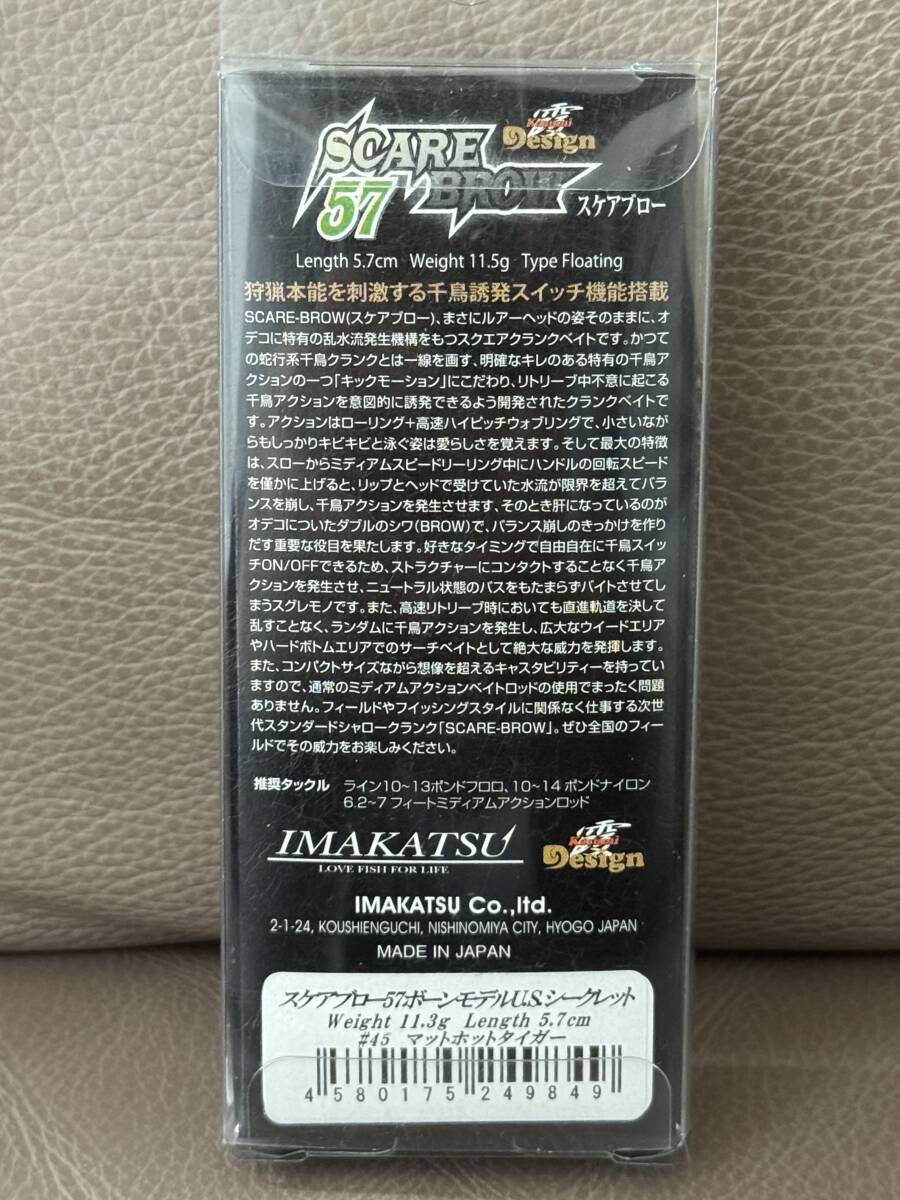 SCARE
BROW
57
Kinami
Design
スケアブロー
Length 5.7cm Weight 11.5g Type Floating
狩猟本能を刺激する千鳥誘発スイッチ機能搭載
SCARE-BROW(スケアブロー)、まさにルアーヘッドの姿そのままに、オ
デコに特有の乱水流発生機構をもつスクエアクランクベイトです。かつて
の蛇行系千鳥クランクとは一線を画す、明確なキレのある特有の千鳥ア
クションの一つ「キックモーション」にこだわり、リトリーブ中不意に起こる
千鳥アクションを意図的に誘発できるよう開発されたクランクベイトで
す。アクションはローリング+高速ハイピッチウォブリングで、小さいなが
らもしっかりキビキビと泳ぐ姿は愛らしさを覚えます。そして最大の特徴
は、スローからミディアムスピードリーリング中にハンドルの回転スピード
を僅かに上げると、リップとヘッドで受けていた水流が限界を超えてバラ
ンスを崩し、千鳥アクションを発生させます、そのとき肝になっているのが
オデコについたダブルのシワ(BROW)で、バランス崩しのきっかけを作り
だす重要な役目を果たします。好きなタイミングで自由自在に千鳥スイッ
チON/OFFできるため、ストラクチャーにコンタクトすることなく千鳥ア
クションを発生させ、ニュートラル状態のバスをもたまらずバイトさせてし
まうスグレモノです。また、高速リトリーブ時においても直進軌道を決して
乱すことなく、ランダムに千鳥アクションを発生し、広大なウイードエリア
やハードボトムエリアでのサーチベイトとして絶大な威力を発揮します。
また、コンパクトサイズながら想像を超えるキャスタビリティーを持ってい
ますので、通常のミディアムアクションベイトロッドの使用でまったく問題
ありません。フィールドやフイッシングスタイルに関係なく仕事する次世
代スタンダードシャロークランク「SCARE-BROW」。ぜひ全国のフィー
ルドでその威力をお楽しみください。
推奨タックル ライン10~13ポンドフロロ、10~14 ポンドナイロン
6.2~7 フィートミディアムアクションロッド
IMAKATSU
LOVE FISH FOR LIFE
Design
IMAKATSU Co.,ltd.
2-1-24, KOUSHIENGUCHI, NISHINOMIYA CITY, HYOGO JAPAN
MADE IN JAPAN
スケアブロー57ボーンモデルU.S.シークレット
Weight 11.3g Length 5.7cm
#45 マットホットタイガー
4 580175 249849